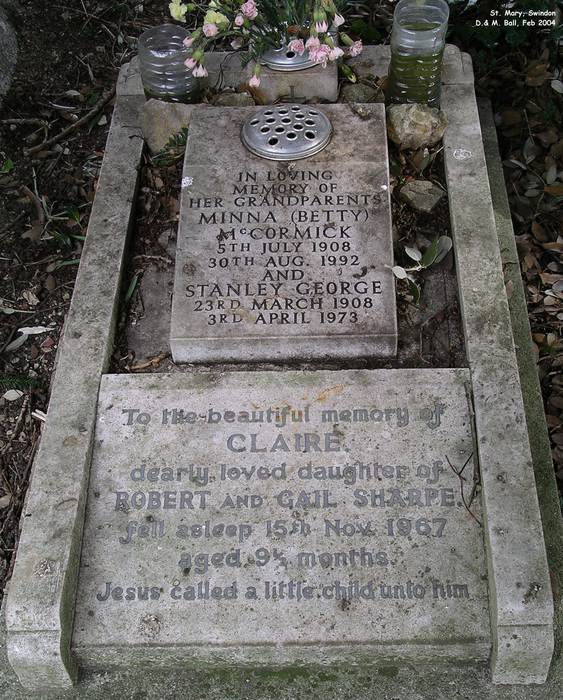 St. Mary, Swindon
D.& M. Ball, Feb 2004
IN LOVING
MEMORY OF
HER GRANDPARENTS
MINNA (BETTY)
McCORMICK
5TH JULY 1908
30TH AUG. 1992
AND
STANLEY GEORGE
23RD MARCH 1908
3RD APRIL 1973
To the beautiful memory of
CLAIRE.
dearly loved daughter of
ROBERT AND GAIL SHARPE.
fell asleep 15th Nov. 1967
aged 9½ months.
Jesus called a little child unto him